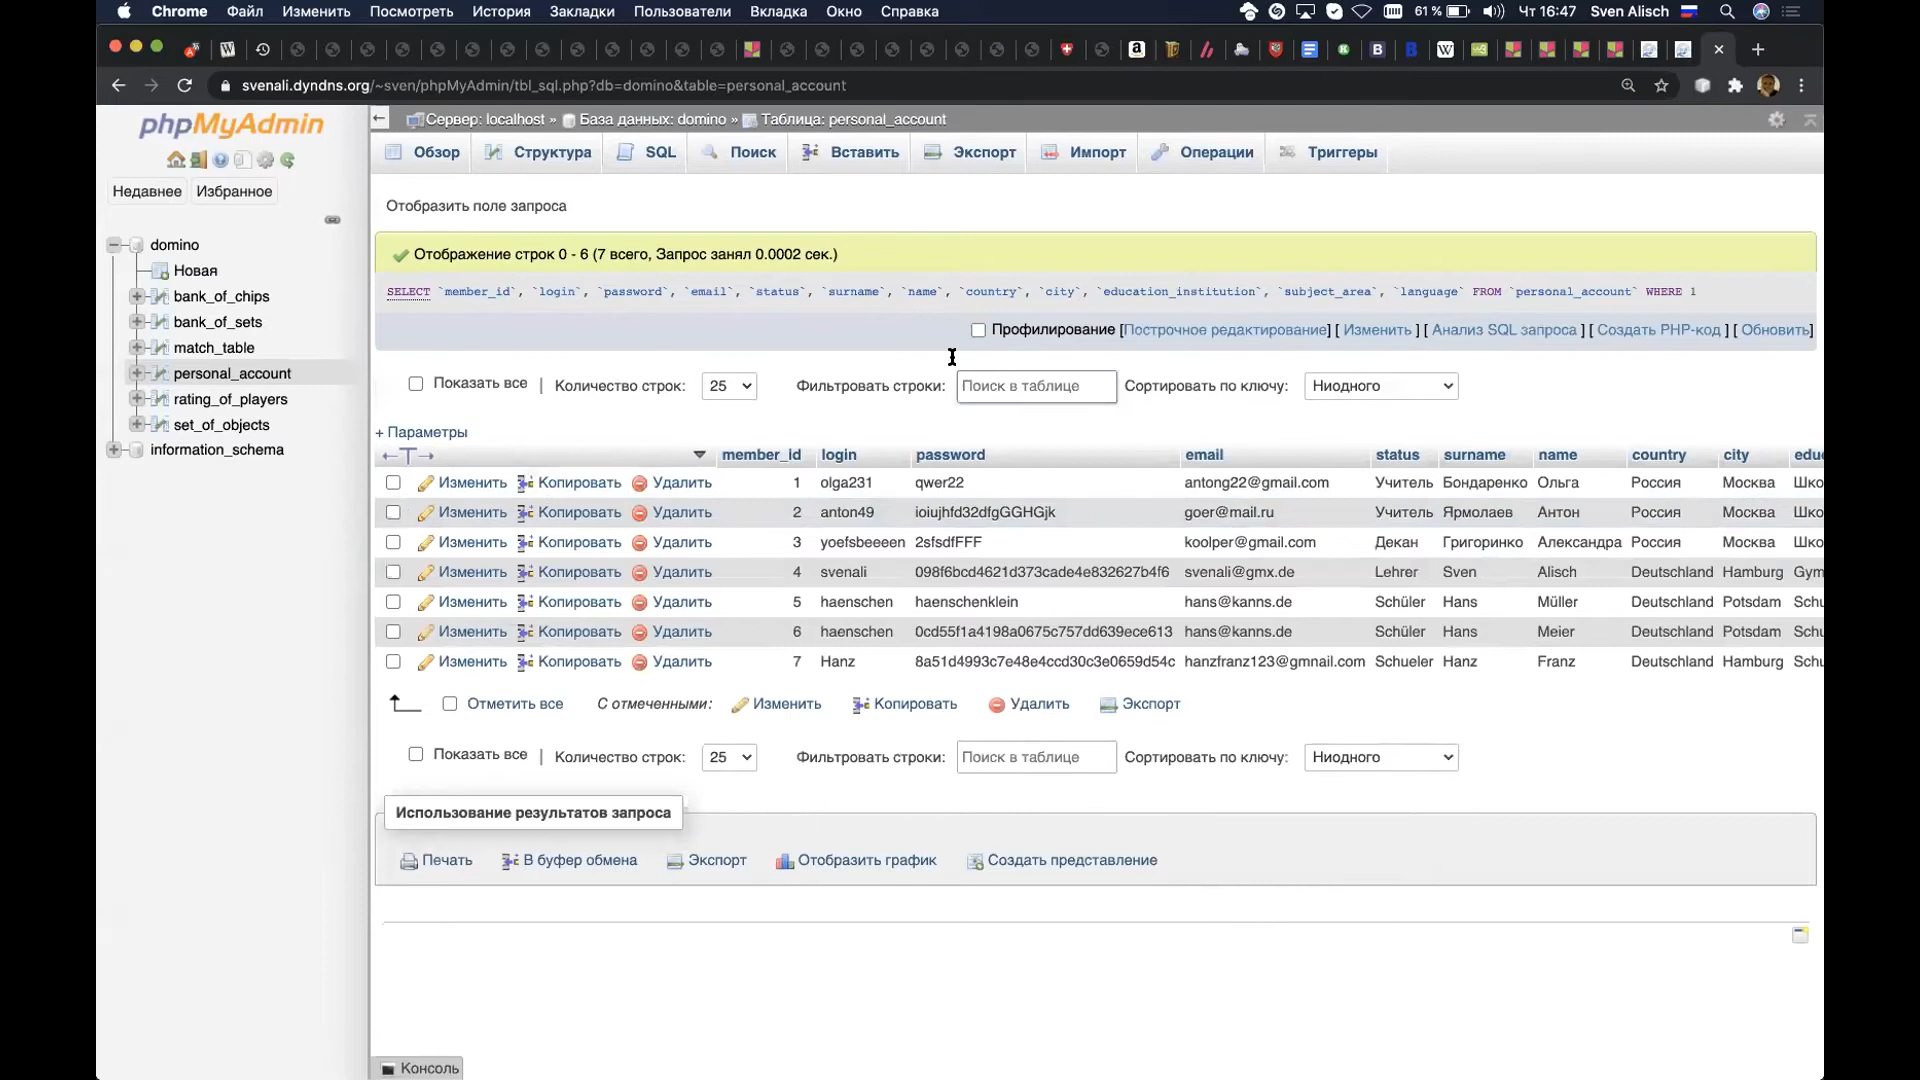 Chrome Файл Изменить Посмотреть История Закладки Пользователи Вкладка Окно Справка 61 % Чт 16:47 Sven Alisch
svenali.dyndns.org/~sven/phpMyAdmin/tbl_sql.php?db=domino&table=personal_account
phpMyAdmin
Недавнее Избранное
domino
Новая
bank_of_chips
bank_of_sets
match_table
personal_account
rating_of_players
set_of_objects
information_schema
Сервер: localhost » База данных: domino » Таблица: personal_account
Обзор Структура SQL Поиск Вставить Экспорт Импорт Операции Триггеры
Отобразить поле запроса
Отображение строк 0 - 6 (7 всего, Запрос занял 0.0002 сек.)
SELECT `member_id`, `login`, `password`, `email`, `status`, `surname`, `name`, `country`, `city`, `education_institution`, `subject_area`, `language` FROM `personal_account` WHERE 1
Профилирование [Построчное редактирование] [ Изменить ] [ Анализ SQL запроса ] [ Создать PHP-код ] [ Обновить]
Показать все | Количество строк: 25 Фильтровать строки: Поиск в таблице Сортировать по ключу: Ниодного
+ Параметры
←T→ member_id login password email status surname name country city educ
Изменить Копировать Удалить 1 olga231 qwer22 antong22@gmail.com Учитель Бондаренко Ольга Россия Москва Шко
Изменить Копировать Удалить 2 anton49 ioiujhfd32dfgGGHGjk goer@mail.ru Учитель Ярмолаев Антон Россия Москва Шко
Изменить Копировать Удалить 3 yoefsbeeeen 2sfsdfFFF koolper@gmail.com Декан Григоринко Александра Россия Москва Шко
Изменить Копировать Удалить 4 svenali 098f6bcd4621d373cade4e832627b4f6 svenali@gmx.de Lehrer Sven Alisch Deutschland Hamburg Gym
Изменить Копировать Удалить 5 haenschen haenschenklein hans@kanns.de Schüler Hans Müller Deutschland Potsdam Schu
Изменить Копировать Удалить 6 haenschen 0cd55f1a4198a0675c757dd639ece613 hans@kanns.de Schüler Hans Meier Deutschland Potsdam Schu
Изменить Копировать Удалить 7 Hanz 8a51d4993c7e48e4ccd30c3e0659d54c hanzfranz123@gmnail.com Schueler Hanz Franz Deutschland Hamburg Schu
Отметить все С отмеченными: Изменить Копировать Удалить Экспорт
Показать все | Количество строк: 25 Фильтровать строки: Поиск в таблице Сортировать по ключу: Ниодного
Использование результатов запроса
Печать В буфер обмена Экспорт Отобразить график Создать представление
Консоль